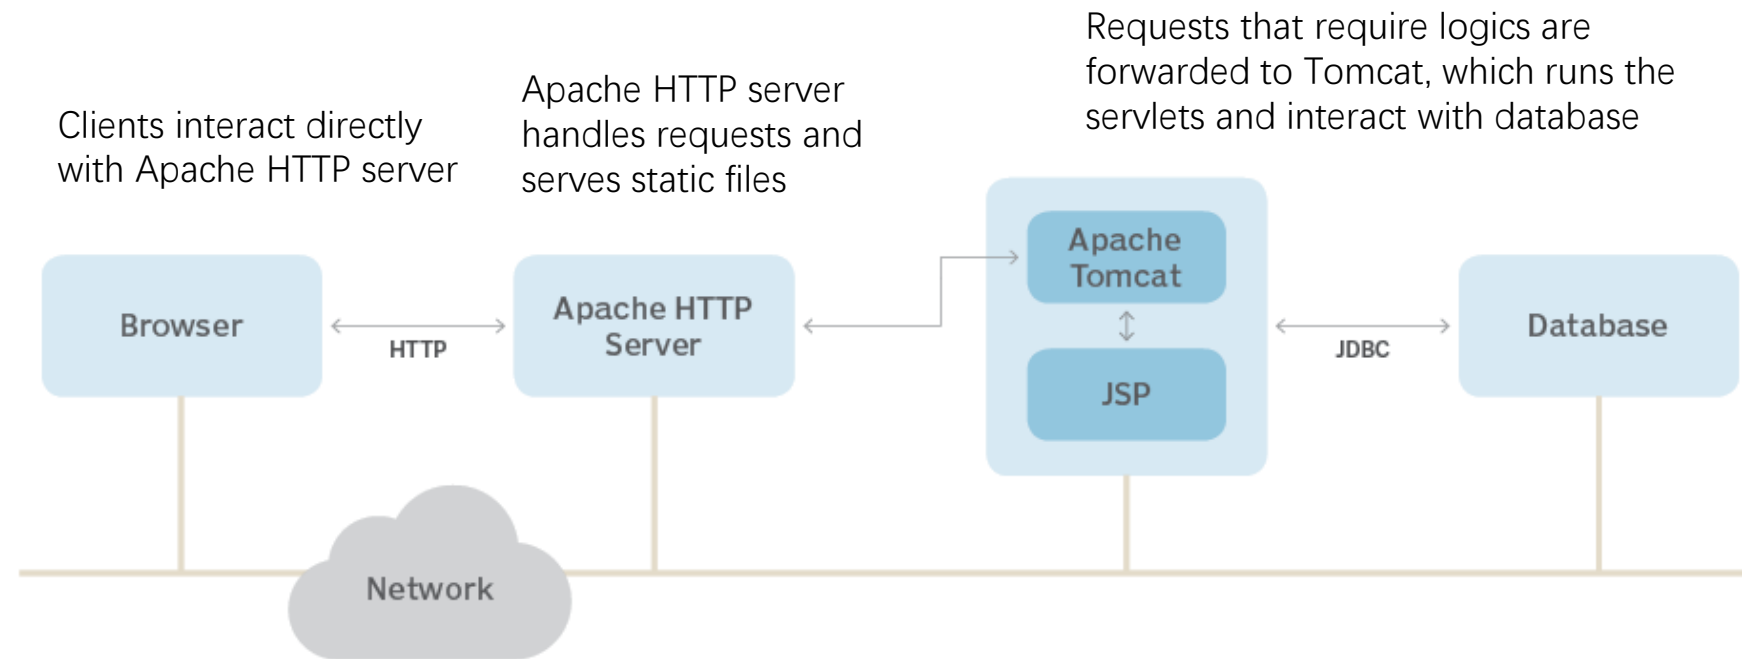 Requests that require logics are
forwarded to Tomcat, which runs the
servlets and interact with database
Apache HTTP server
handles requests and
serves static files
Clients interact directly
with Apache HTTP server
Browser
HTTP
Apache HTTP
Server
Apache
Tomcat
JSP
JDBC
Database
Network